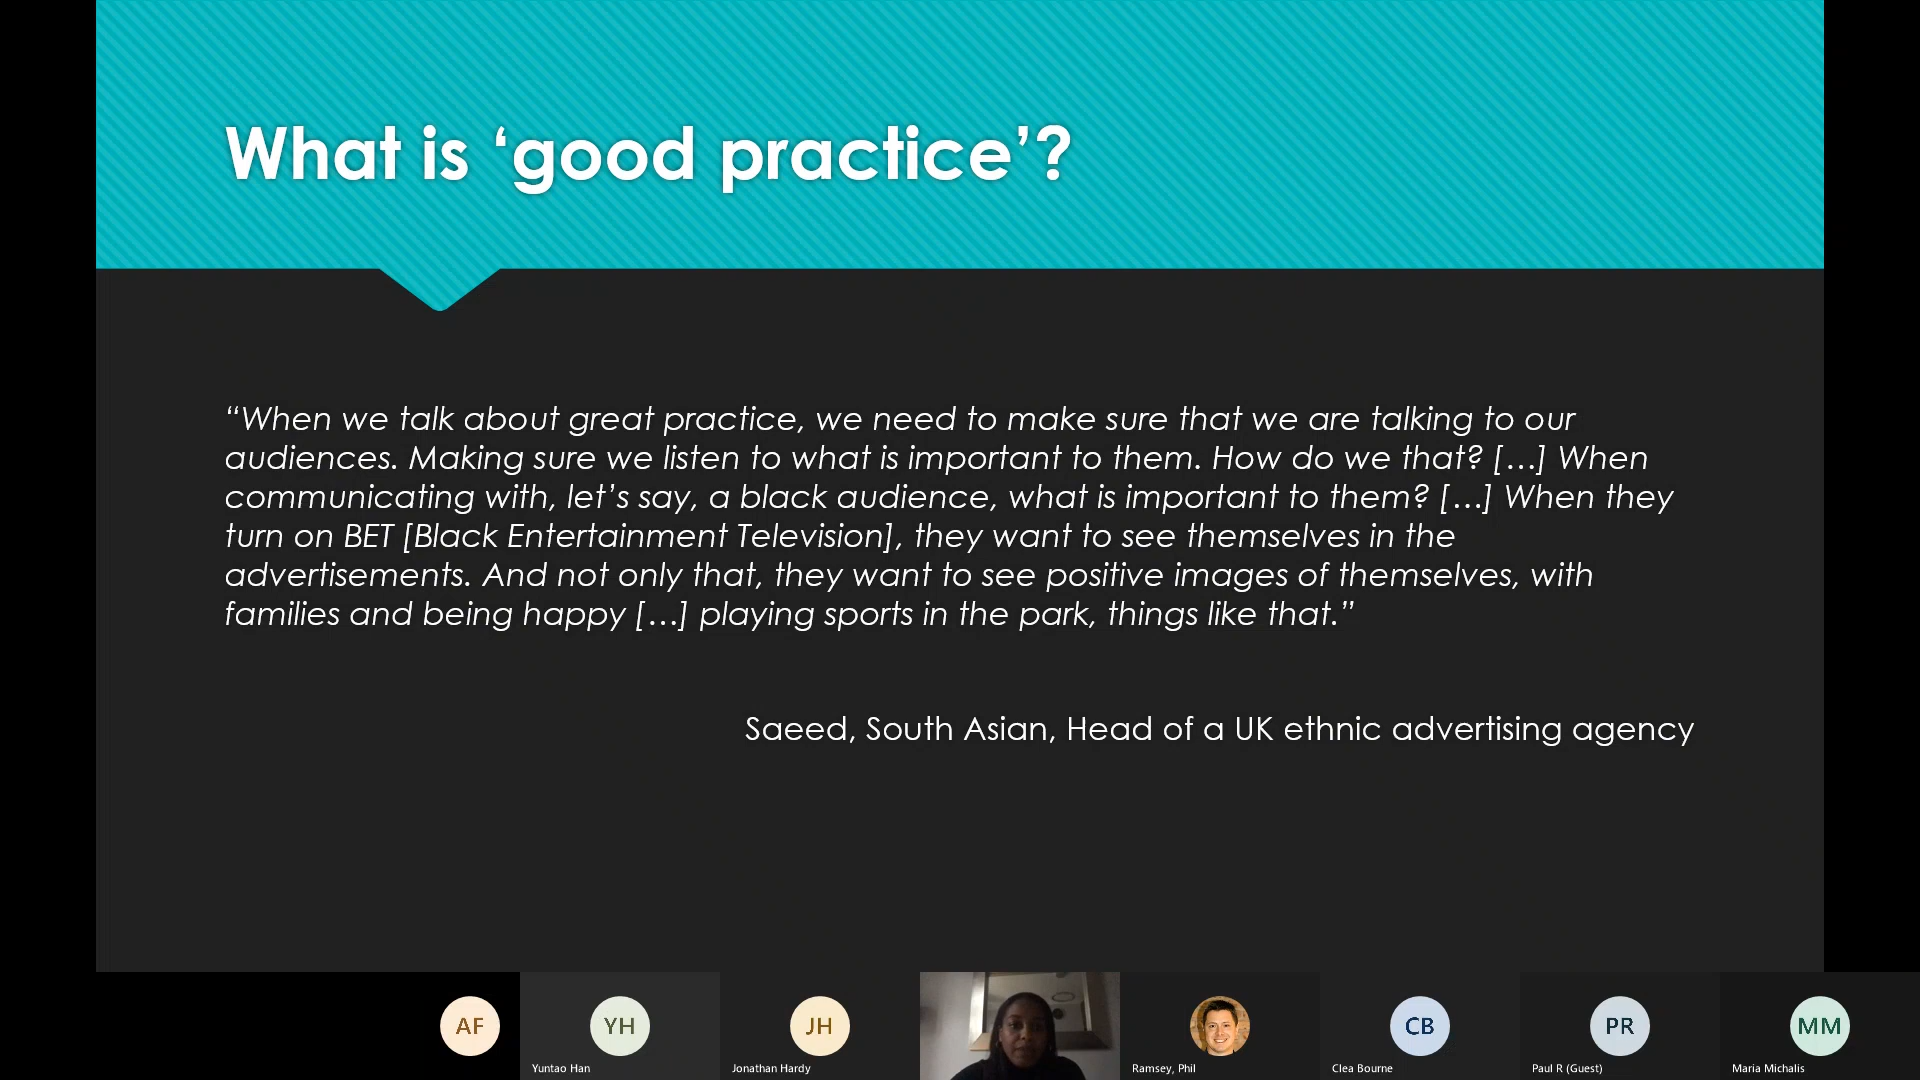 What is ‘good practice’?
“When we talk about great practice, we need to make sure that we are talking to our
audiences. Making sure we listen to what is important to them. How do we that? […] When
communicating with, let’s say, a black audience, what is important to them? […] When they
turn on BET [Black Entertainment Television], they want to see themselves in the
advertisements. And not only that, they want to see positive images of themselves, with
families and being happy […] playing sports in the park, things like that.”
Saeed, South Asian, Head of a UK ethnic advertising agency
AF
YH
Yuntao Han
JH
Jonathan Hardy
Ramsey, Phil
CB
Clea Bourne
PR
Paul R (Guest)
MM
Maria Michalis